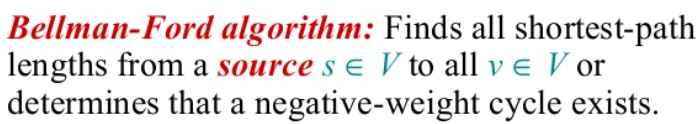 Bellman-Ford algorithm: Finds all shortest-path
lengths from a source s ∈ V to all v ∈ V or
determines that a negative-weight cycle exists.